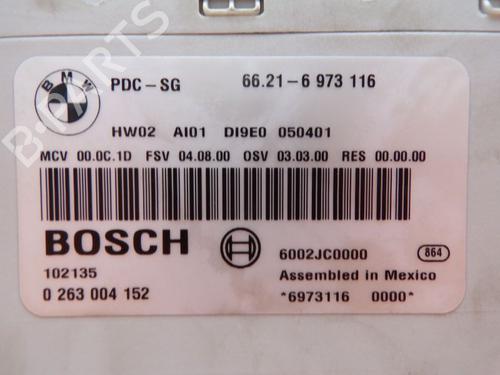 BMW PDC-SG 66.21-6 973 116
HW02 AI01 DI9E0 050401
MCV 00.0C.1D FSV 04.08.00 OSV 03.03.00 RES 00.00.00
BOSCH
6002JC0000 864
102135 Assembled in Mexico
0 263 004 152 *6973116 0000*
B-PARTS